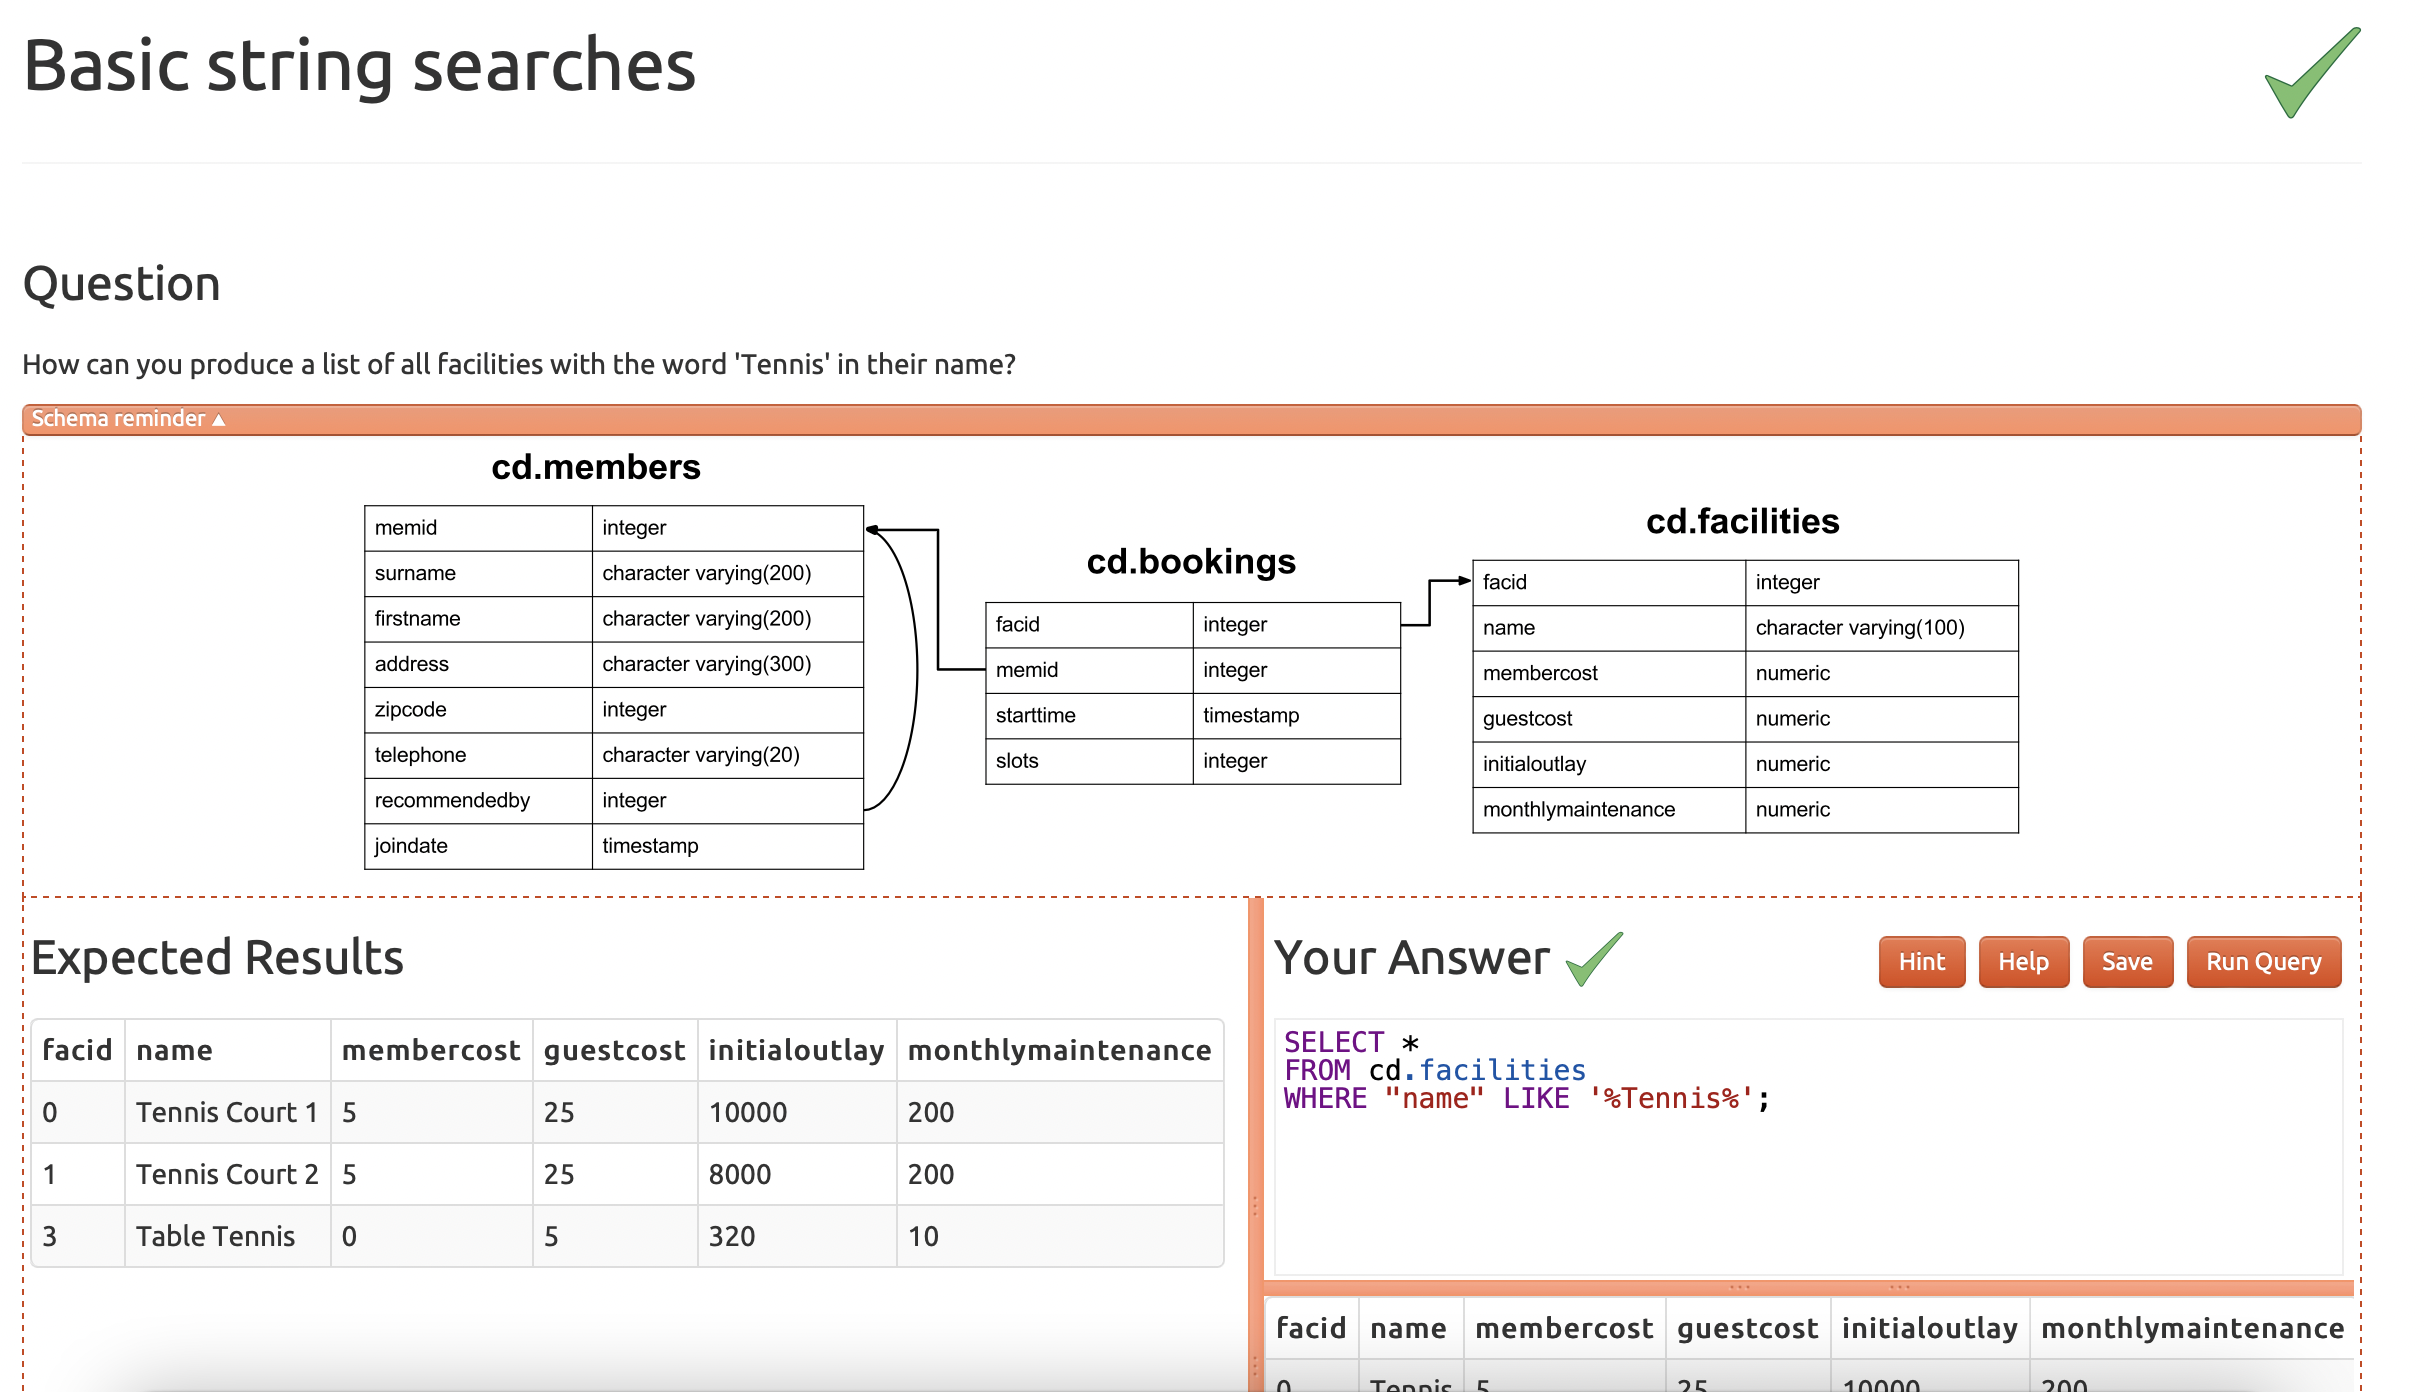 Basic string searches
Question
How can you produce a list of all facilities with the word 'Tennis' in their name?
Schema reminder ▲
cd.members
memid integer
surname character varying(200)
firstname character varying(200)
address character varying(300)
zipcode integer
telephone character varying(20)
recommendedby integer
joindate timestamp
cd.bookings
facid integer
memid integer
starttime timestamp
slots integer
cd.facilities
facid integer
name character varying(100)
membercost numeric
guestcost numeric
initialoutlay numeric
monthlymaintenance numeric
Expected Results
facid name membercost guestcost initialoutlay monthlymaintenance
0 Tennis Court 1 5 25 10000 200
1 Tennis Court 2 5 25 8000 200
3 Table Tennis 0 5 320 10
Your Answer
Hint Help Save Run Query
SELECT *
FROM cd.facilities
WHERE "name" LIKE '%Tennis%';
facid name membercost guestcost initialoutlay monthlymaintenance
0 Tennis 5 25 10000 200